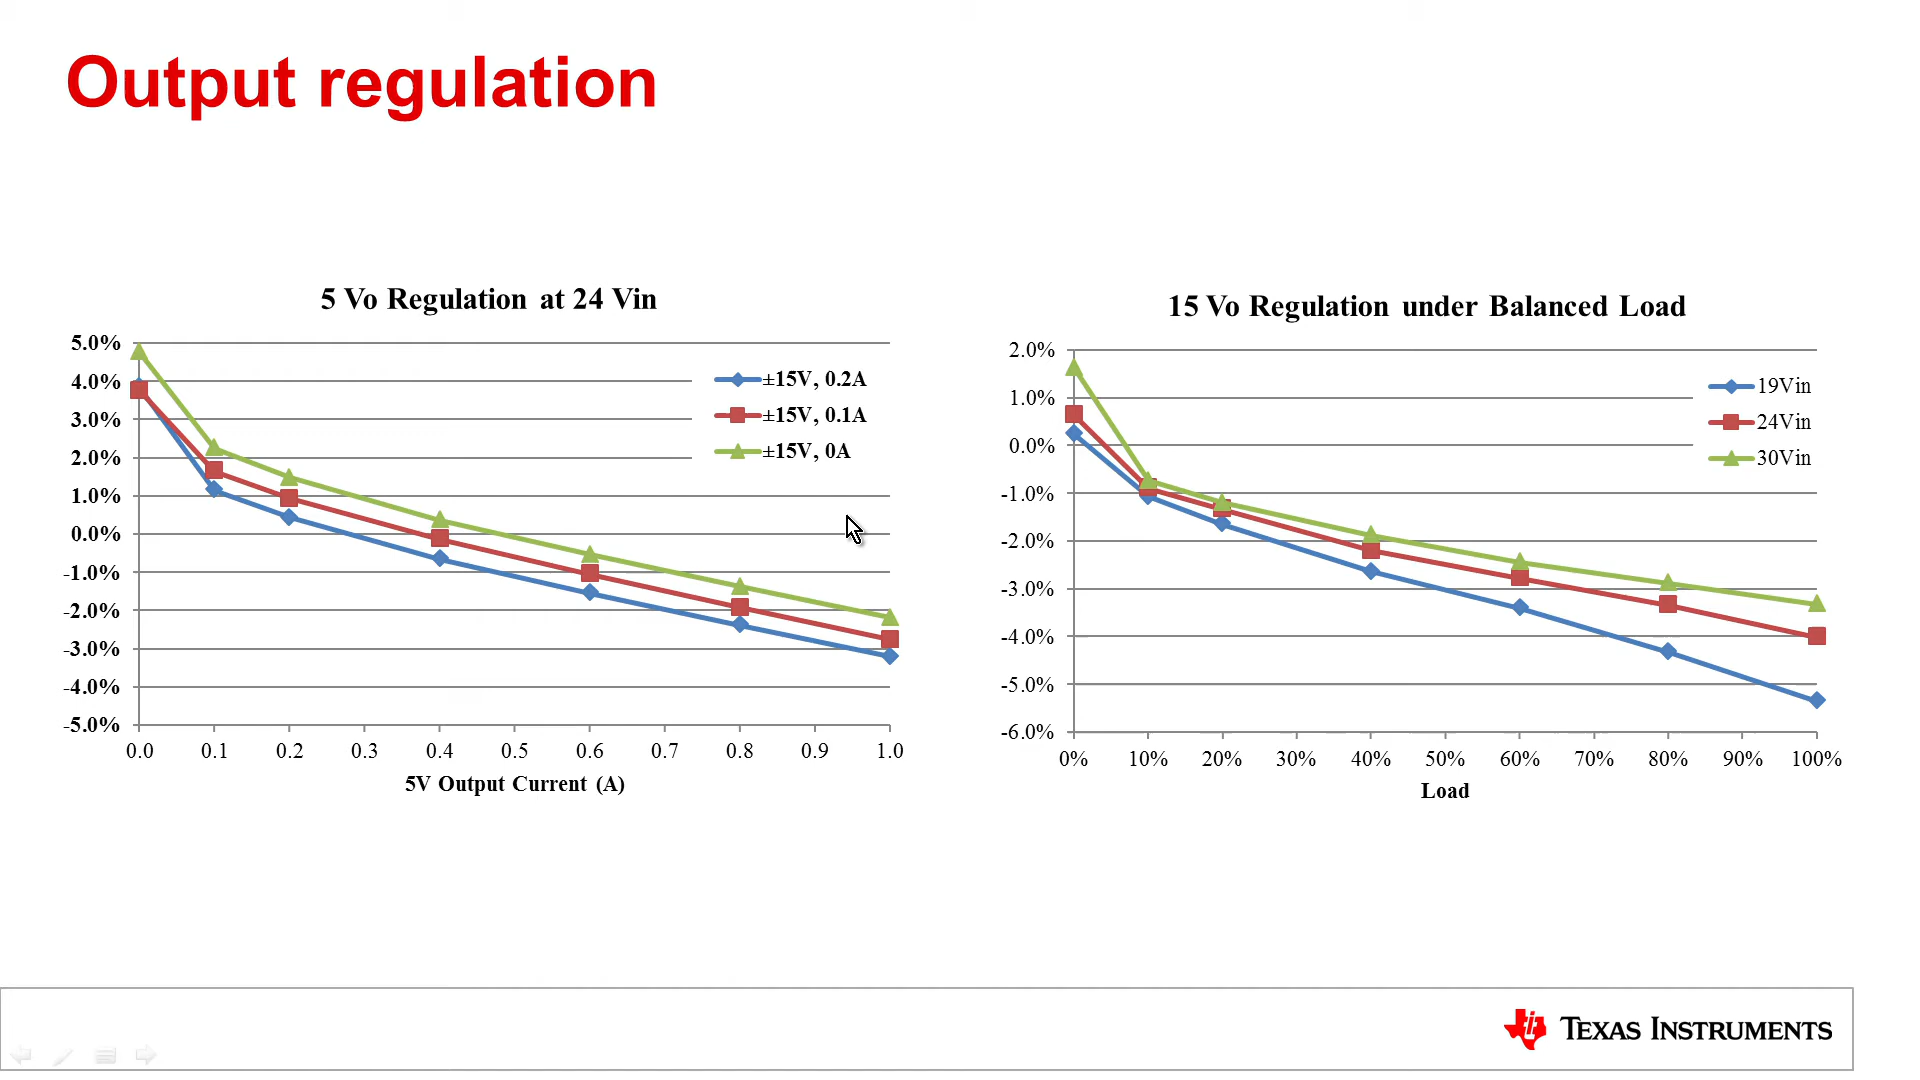 Output regulation
5 Vo Regulation at 24 Vin
5.0%
4.0%
3.0%
2.0%
1.0%
0.0%
-1.0%
-2.0%
-3.0%
-4.0%
-5.0%
±15V, 0.2A
±15V, 0.1A
±15V, 0A
0.0 0.1 0.2 0.3 0.4 0.5 0.6 0.7 0.8 0.9 1.0
5V Output Current (A)
15 Vo Regulation under Balanced Load
2.0%
1.0%
0.0%
-1.0%
-2.0%
-3.0%
-4.0%
-5.0%
-6.0%
19Vin
24Vin
30Vin
0% 10% 20% 30% 40% 50% 60% 70% 80% 90% 100%
Load
TEXAS INSTRUMENTS